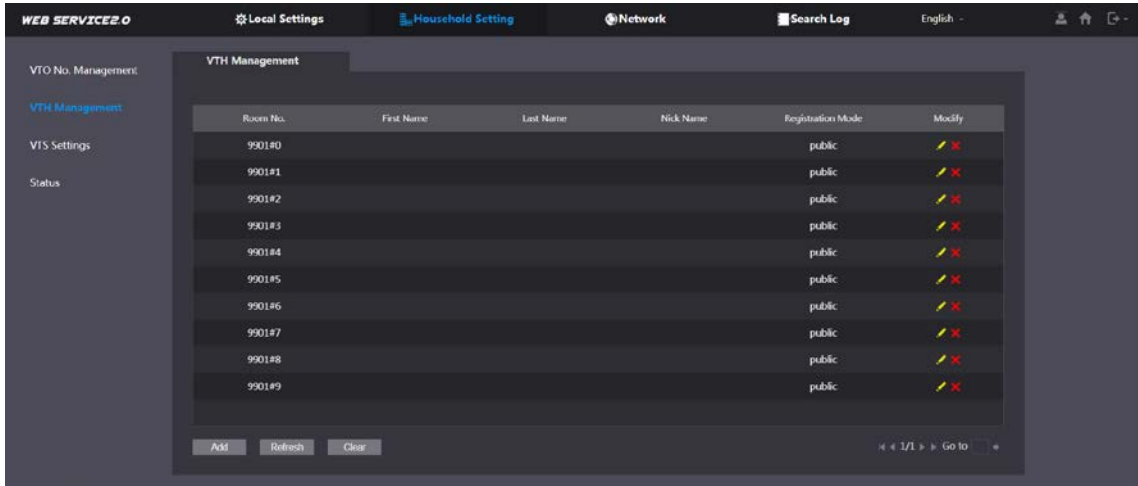 WEB SERVICE2.0 Local Settings Household Setting Network Search Log English
VTO No. Management
VTH Management
VTS Settings
Status
VTH Management
Room No. First Name Last Name Nick Name Registration Mode Modify
9901#0 public
9901#1 public
9901#2 public
9901#3 public
9901#4 public
9901#5 public
9901#6 public
9901#7 public
9901#8 public
9901#9 public
Add Refresh Clear 1/1 Go to